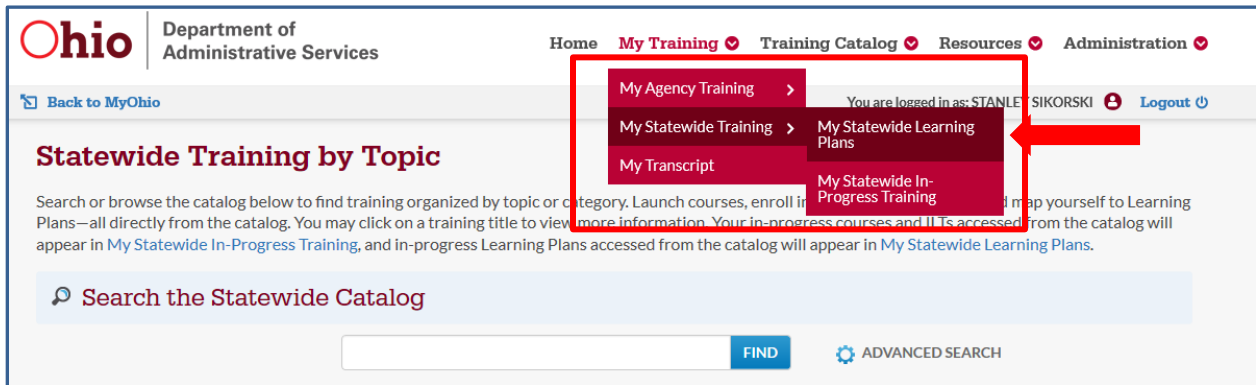 Ohio
Department of
Administrative Services
Home My Training Training Catalog Resources Administration
Back to MyOhio
You are logged in as: STANLEY SIKORSKI Logout
My Agency Training
My Statewide Training
My Transcript
My Statewide Learning
Plans
My Statewide In-
Progress Training
Statewide Training by Topic
Search or browse the catalog below to find training organized by topic or category. Launch courses, enroll in map yourself to Learning
Plans—all directly from the catalog. You may click on a training title to view more information. Your in-progress courses and ILTs accessed from the catalog will
appear in My Statewide In-Progress Training, and in-progress Learning Plans accessed from the catalog will appear in My Statewide Learning Plans.
Search the Statewide Catalog
FIND ADVANCED SEARCH